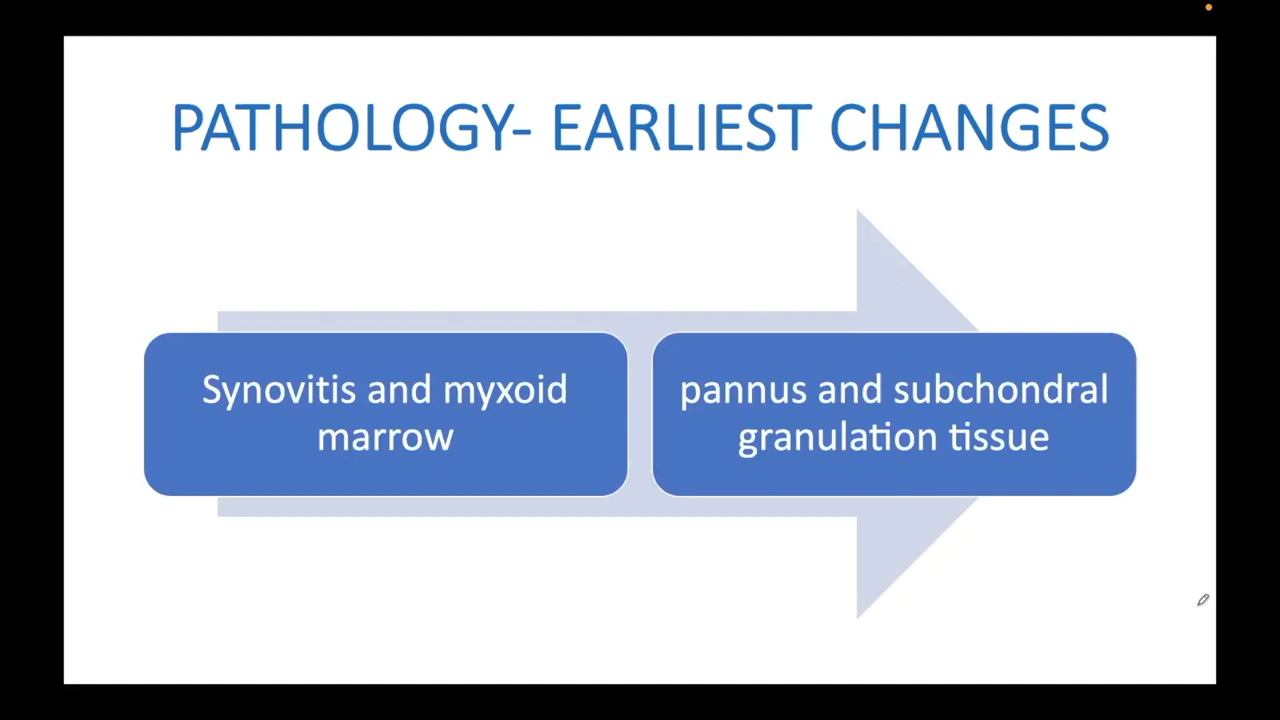 PATHOLOGY- EARLIEST CHANGES
Synovitis and myxoid
marrow
pannus and subchondral
granulation tissue